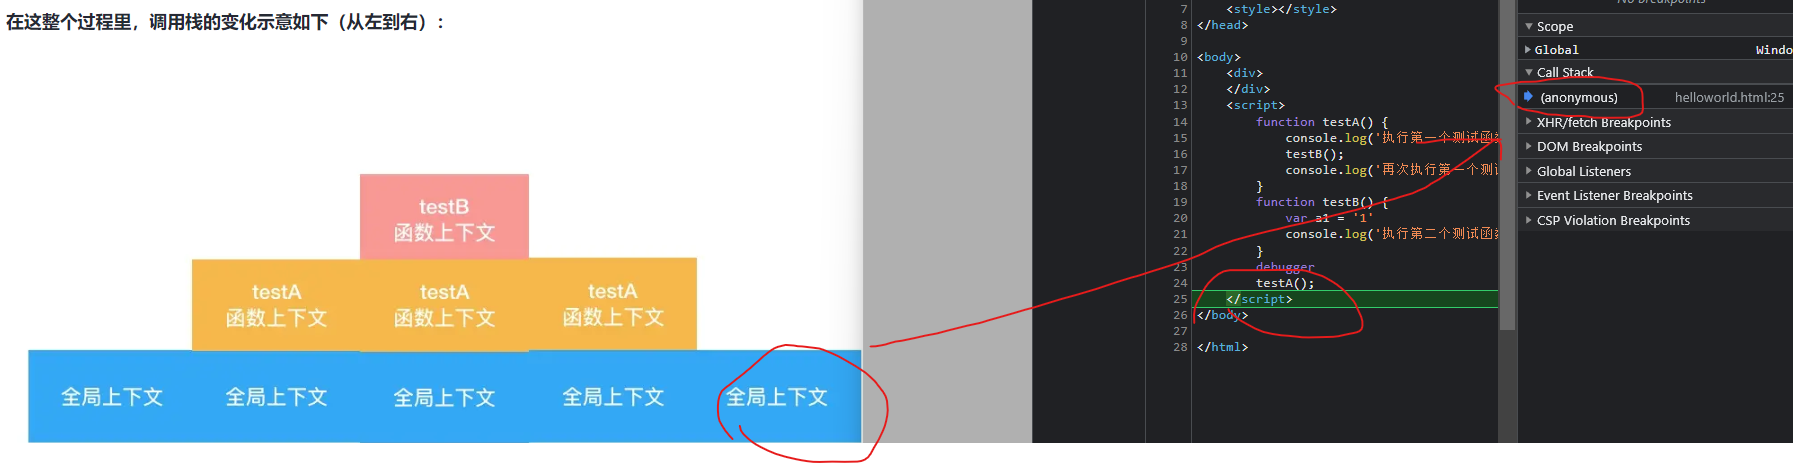 在这整个过程里，调用栈的变化示意如下（从左到右）：
testB
函数上下文
testA
函数上下文
testA
函数上下文
testA
函数上下文
全局上下文
全局上下文
全局上下文
全局上下文
全局上下文
7 <style></style>
8 </head>
9
10 <body>
11 <div>
12 </div>
13 <script>
14 function testA() {
15 console.log('执行第一个测试函
16 testB();
17 console.log('再次执行第一个测
18 }
19 function testB() {
20 var a1 = '1'
21 console.log('执行第二个测试函
22 }
23 debugger
24 testA();
25 </script>
26 </body>
27
28 </html>
No breakpoints
Scope
Global Windo
Call Stack
(anonymous) helloworld.html:25
XHR/fetch Breakpoints
DOM Breakpoints
Global Listeners
Event Listener Breakpoints
CSP Violation Breakpoints